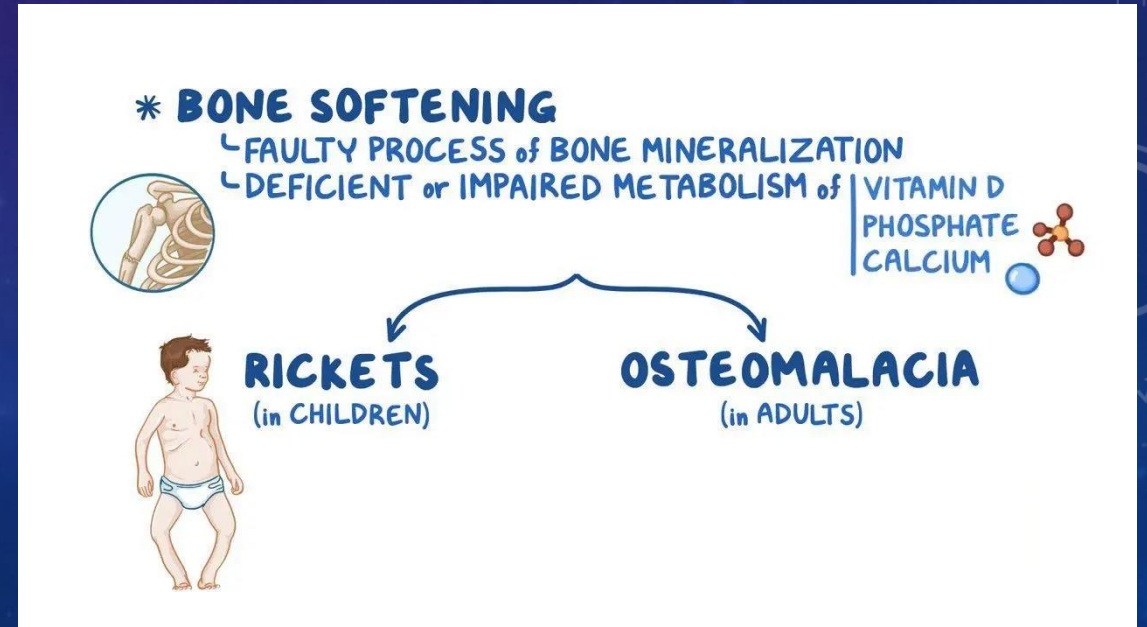 * BONE SOFTENING
FAULTY PROCESS of BONE MINERALIZATION
DEFICIENT or IMPAIRED METABOLISM of VITAMIN D
PHOSPHATE
CALCIUM
RICKETS
(in CHILDREN)
OSTEOMALACIA
(in ADULTS)